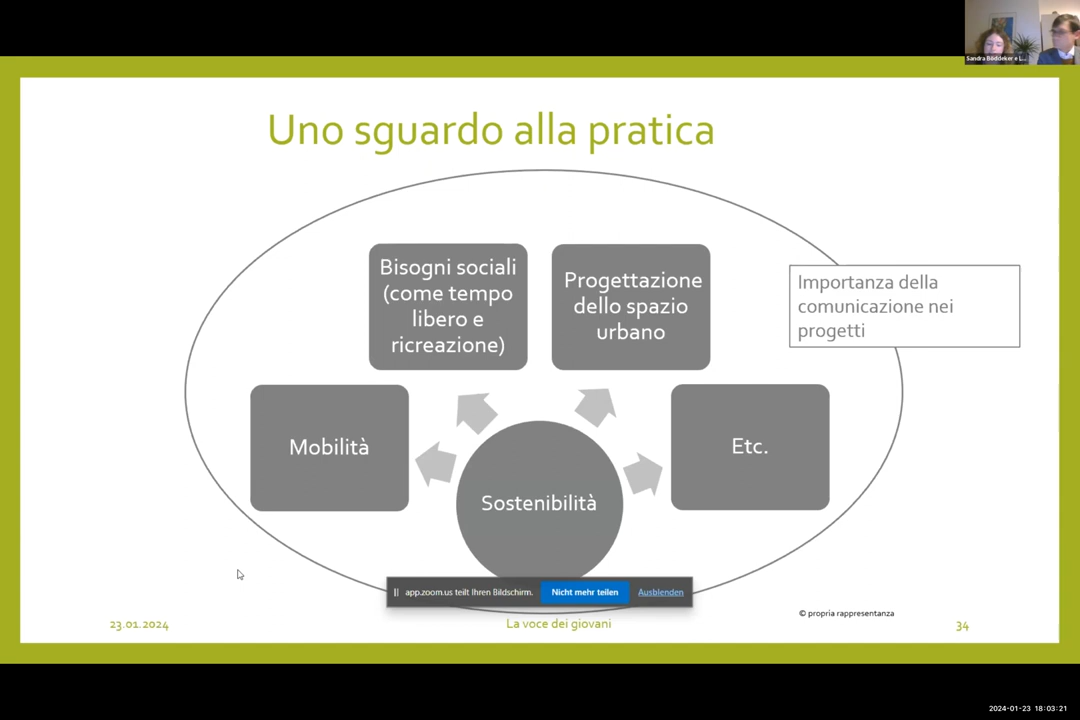 Sandra Böddeker e L...
Uno sguardo alla pratica
Bisogni sociali
(come tempo
libero e
ricreazione)
Progettazione
dello spazio
urbano
Importanza della
comunicazione nei
progetti
Mobilità
Etc.
Sostenibilità
app.zoom.us teilt Ihren Bildschirm.
Nicht mehr teilen
Ausblenden
© propria rappresentanza
23.01.2024
La voce dei giovani
34
2024-01-23 18:03:21